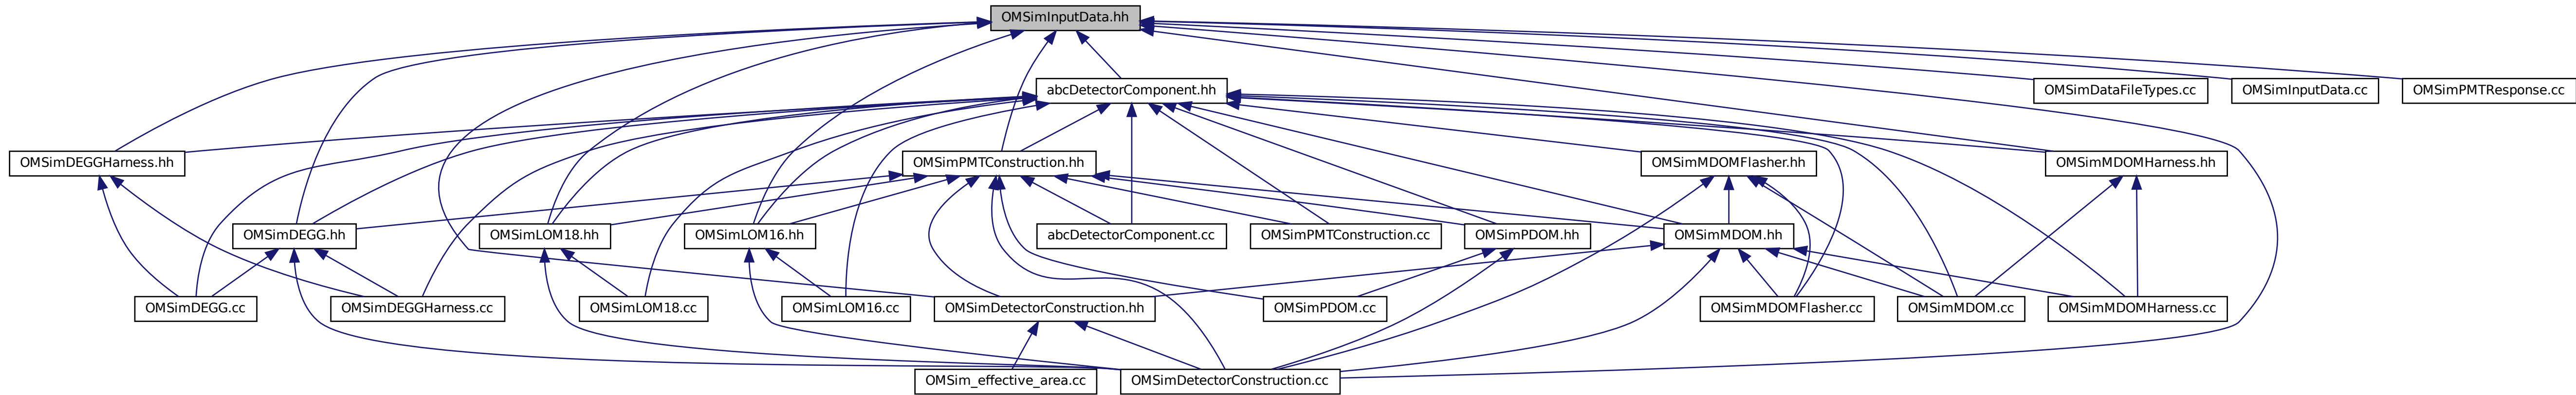 OMSimInputData.hh
abcDetectorComponent.hh
OMSimDataFileTypes.cc
OMSimInputData.cc
OMSimPMTResponse.cc
OMSimDEGGHarness.hh
OMSimPMTConstruction.hh
OMSimMDOMFlasher.hh
OMSimMDOMHarness.hh
OMSimDEGG.hh
OMSimLOM18.hh
OMSimLOM16.hh
abcDetectorComponent.cc
OMSimPMTConstruction.cc
OMSimPDOM.hh
OMSimMDOM.hh
OMSimDEGG.cc
OMSimDEGGHarness.cc
OMSimLOM18.cc
OMSimLOM16.cc
OMSimDetectorConstruction.hh
OMSimPDOM.cc
OMSimMDOMFlasher.cc
OMSimMDOM.cc
OMSimMDOMHarness.cc
OMSim_effective_area.cc
OMSimDetectorConstruction.cc